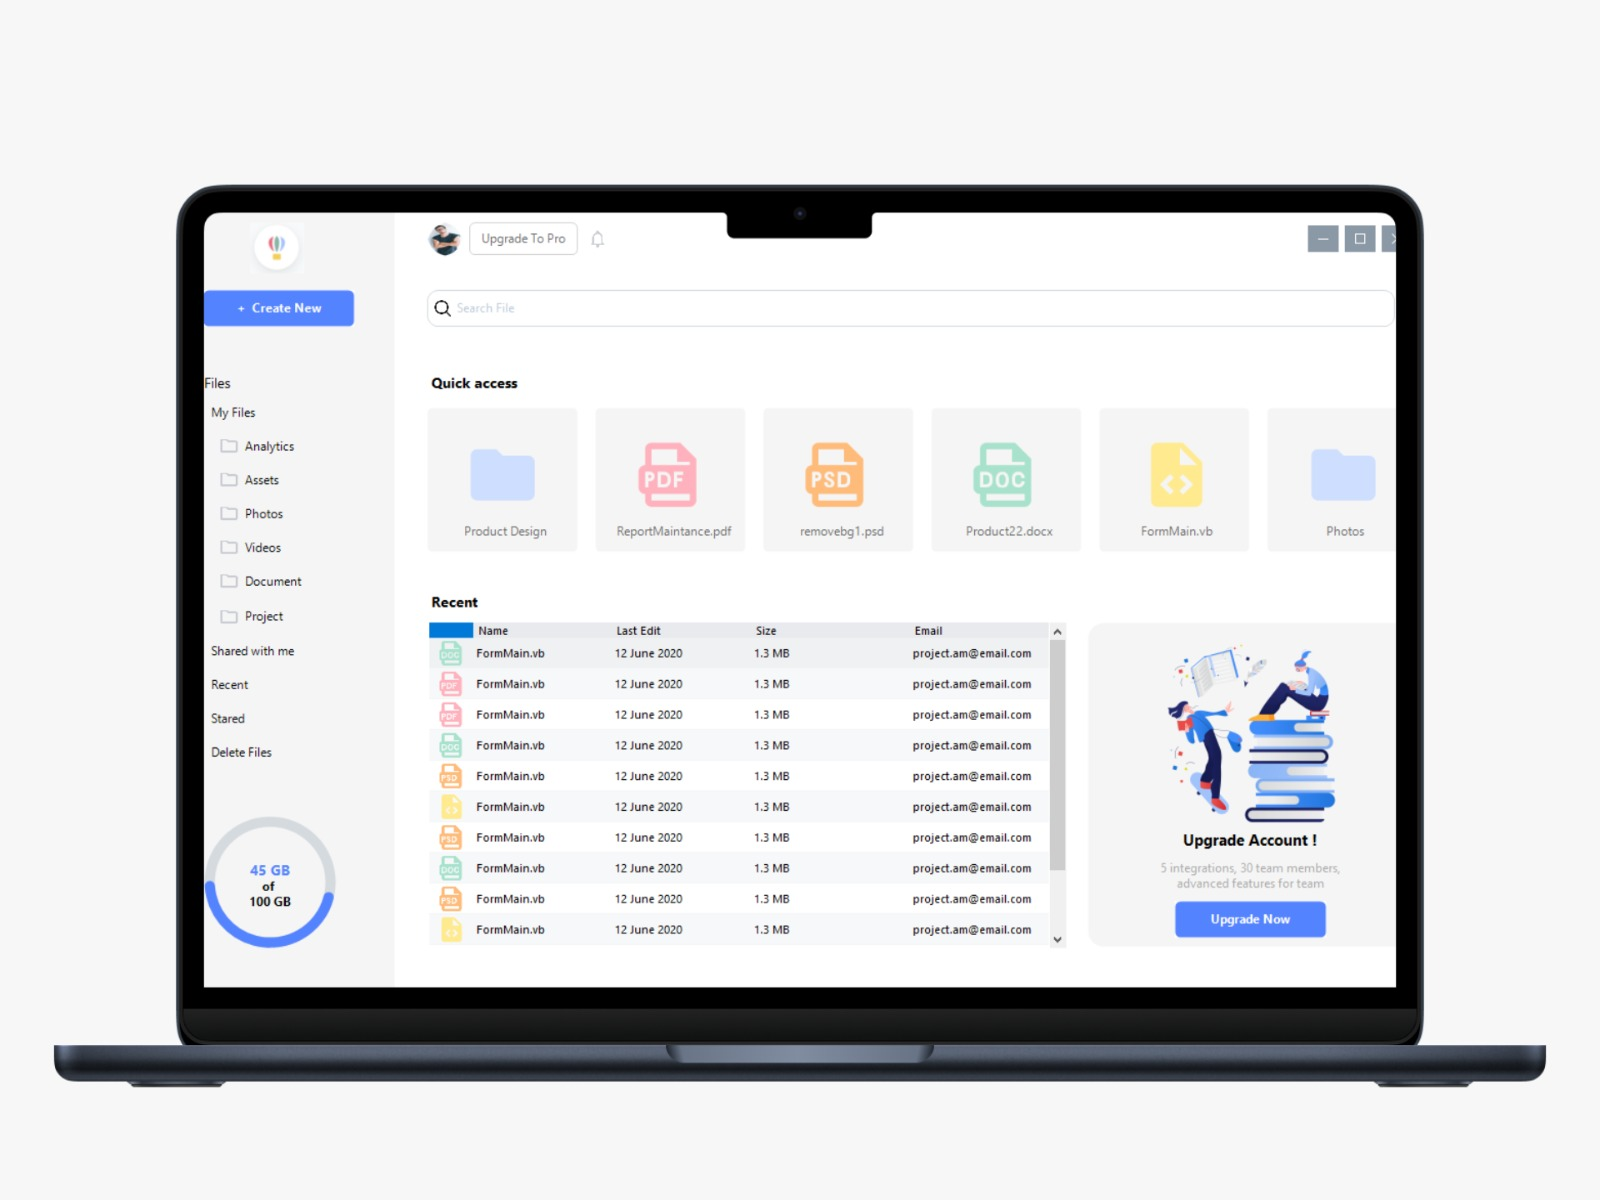 Upgrade To Pro
+ Create New
Search File
Files
My Files
Analytics
Assets
Photos
Videos
Document
Project
Shared with me
Recent
Stared
Delete Files
45 GB
of
100 GB
Quick access
Product Design
PDF
ReportMaintance.pdf
PSD
removebg1.psd
DOC
Product22.docx
FormMain.vb
Photos
Recent
Name Last Edit Size Email
DOC FormMain.vb 12 June 2020 1.3 MB project.am@email.com
PDF FormMain.vb 12 June 2020 1.3 MB project.am@email.com
PDF FormMain.vb 12 June 2020 1.3 MB project.am@email.com
DOC FormMain.vb 12 June 2020 1.3 MB project.am@email.com
PSD FormMain.vb 12 June 2020 1.3 MB project.am@email.com
FormMain.vb 12 June 2020 1.3 MB project.am@email.com
PSD FormMain.vb 12 June 2020 1.3 MB project.am@email.com
DOC FormMain.vb 12 June 2020 1.3 MB project.am@email.com
PSD FormMain.vb 12 June 2020 1.3 MB project.am@email.com
FormMain.vb 12 June 2020 1.3 MB project.am@email.com
Upgrade Account !
5 integrations, 30 team members,
advanced features for team
Upgrade Now